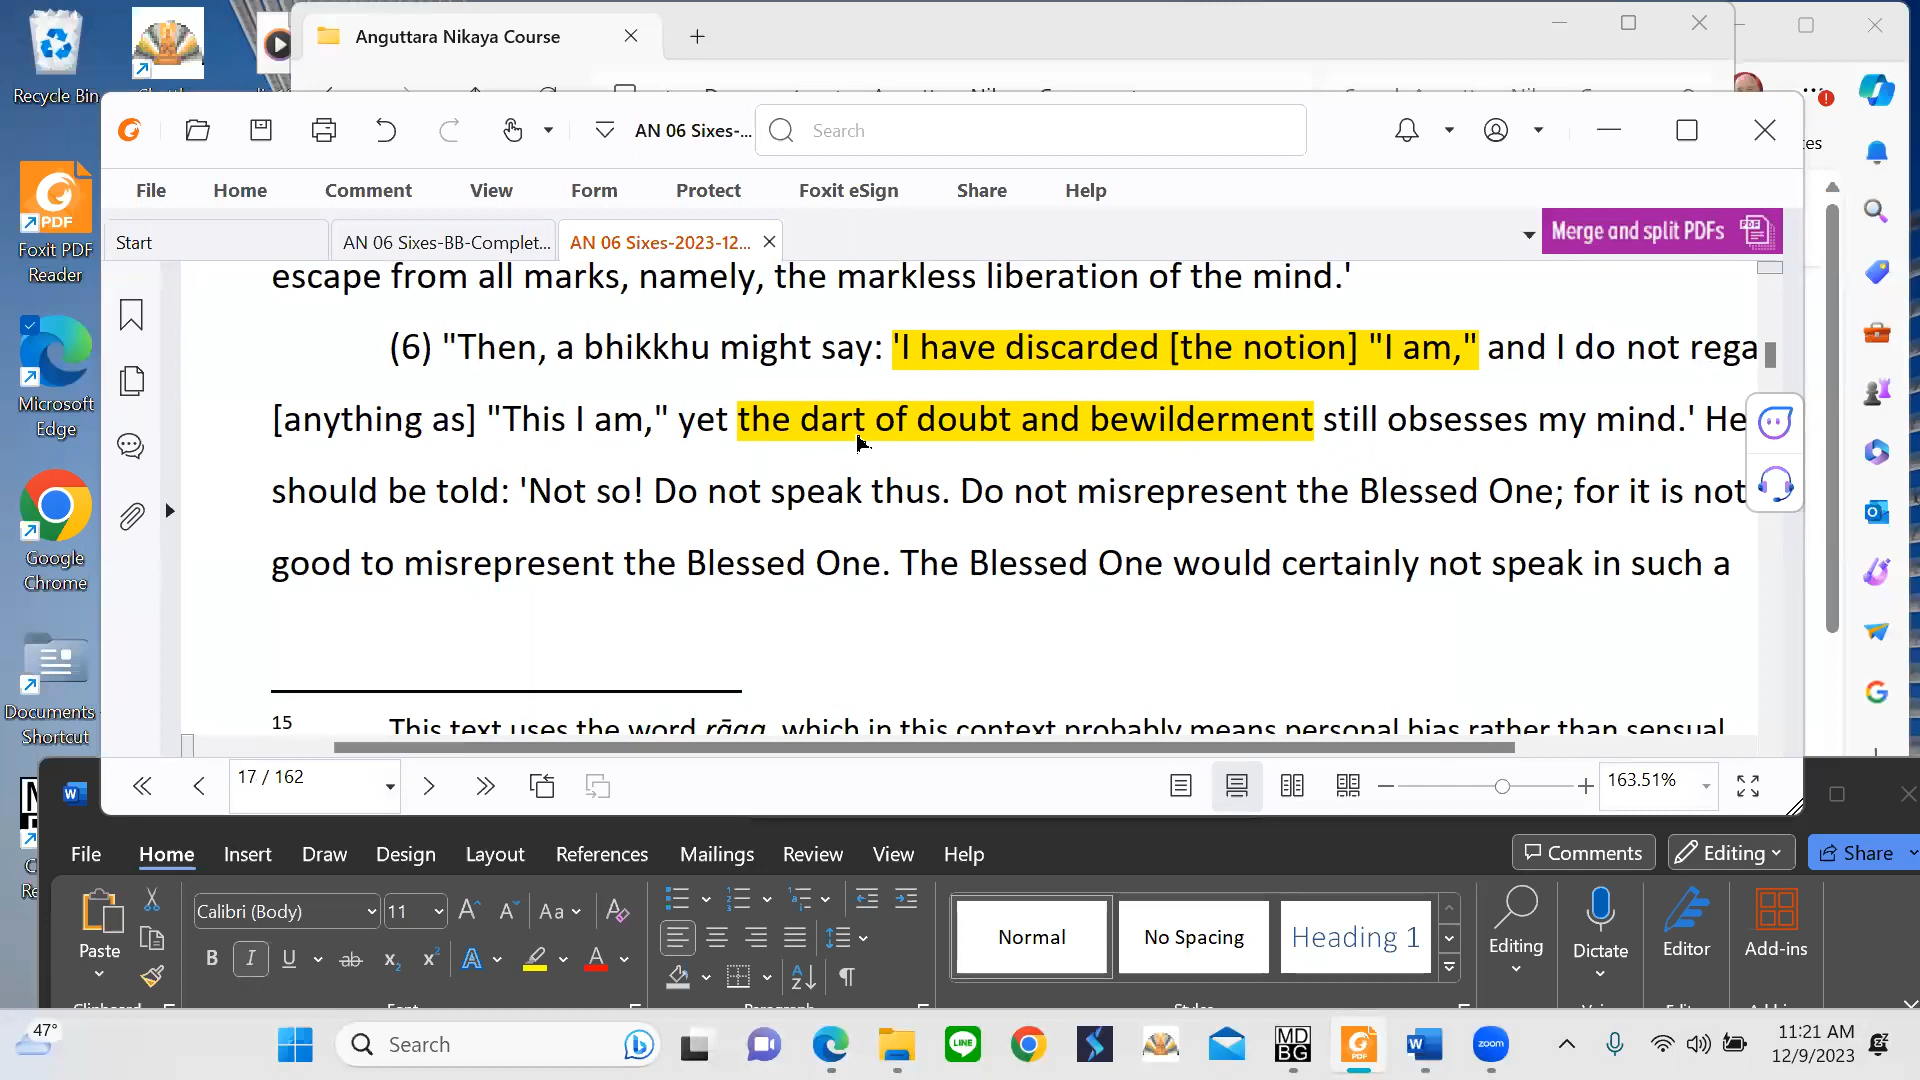 Recycle Bin
Anguttara Nikaya Course
AN 06 Sixes-...
Search
File Home Comment View Form Protect Foxit eSign Share Help
Start
AN 06 Sixes-BB-Complet...
AN 06 Sixes-2023-12...
Merge and split PDFs
Foxit PDF
Reader
Microsoft
Edge
Google
Chrome
Documents
Shortcut
escape from all marks, namely, the markless liberation of the mind.'
(6) "Then, a bhikkhu might say: 'I have discarded [the notion] "I am," and I do not rega
[anything as] "This I am," yet the dart of doubt and bewilderment still obsesses my mind.' He
should be told: 'Not so! Do not speak thus. Do not misrepresent the Blessed One; for it is not
good to misrepresent the Blessed One. The Blessed One would certainly not speak in such a
15 This text uses the word rāga, which in this context probably means personal bias rather than sensual
17 / 162
163.51%
File Home Insert Draw Design Layout References Mailings Review View Help
Comments
Editing
Share
Paste
Calibri (Body) 11
Normal
No Spacing
Heading 1
Editing
Dictate
Editor
Add-ins
Clipboard
Font
Paragraph
Styles
47°
Search
LINE
MD
BG
PDF
zoom
11:21 AM
12/9/2023